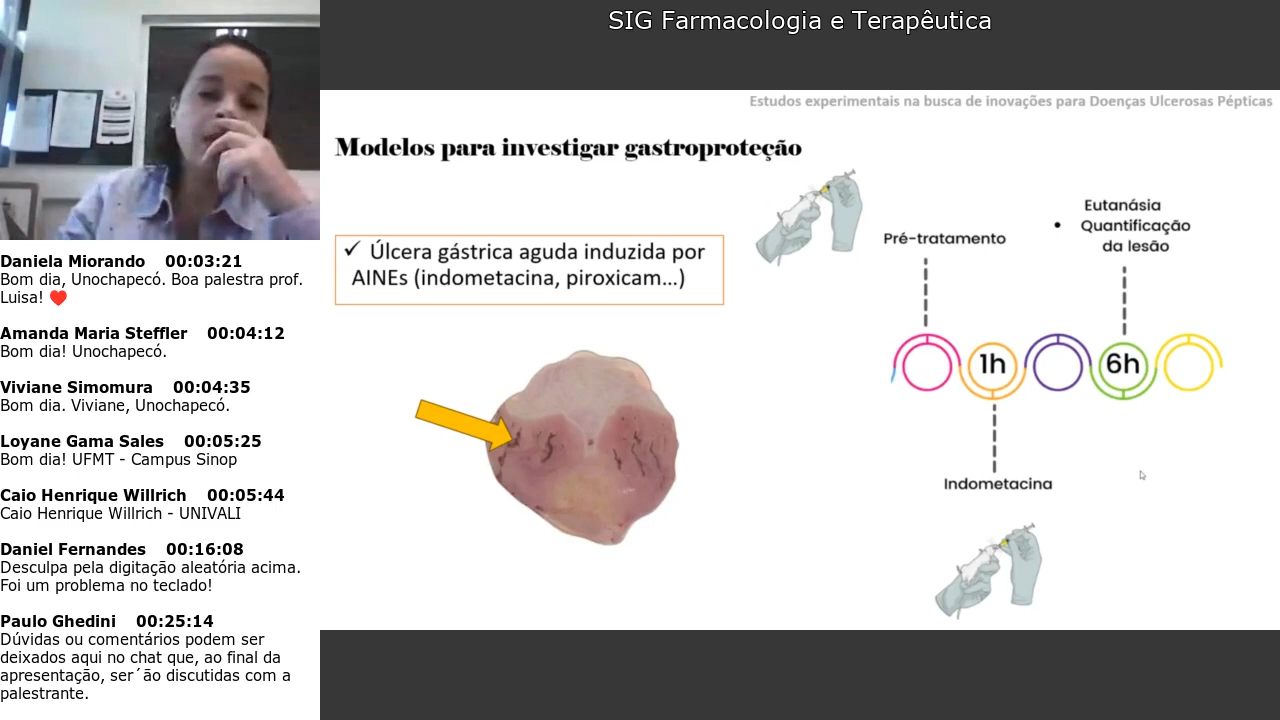 SIG Farmacologia e Terapêutica
Estudos experimentais na busca de inovações para Doenças Ulcerosas Pépticas
Modelos para investigar gastroproteção
✓ Úlcera gástrica aguda induzida por
AINEs (indometacina, piroxicam...)
Pré-tratamento
Eutanásia
• Quantificação
da lesão
1h
6h
Indometacina
Daniela Miorando 00:03:21
Bom dia, Unochapecó. Boa palestra prof.
Luisa! ❤️
Amanda Maria Steffler 00:04:12
Bom dia! Unochapecó.
Viviane Simomura 00:04:35
Bom dia. Viviane, Unochapecó.
Loyane Gama Sales 00:05:25
Bom dia! UFMT - Campus Sinop
Caio Henrique Willrich 00:05:44
Caio Henrique Willrich - UNIVALI
Daniel Fernandes 00:16:08
Desculpa pela digitação aleatória acima.
Foi um problema no teclado!
Paulo Ghedini 00:25:14
Dúvidas ou comentários podem ser
deixados aqui no chat que, ao final da
apresentação, ser´ão discutidas com a
palestrante.